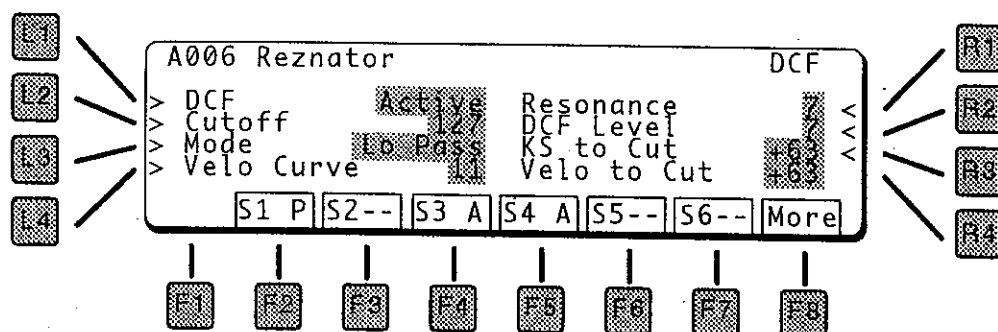 L1
L2
L3
L4
A006 Reznator DCF
> DCF Active Resonance 7 <
> Cutoff 127 DCF Level 7 <
> Mode Lo Pass KS to Cut +63 <
> Velo Curve 11 Velo to Cut +63
S1 P S2-- S3 A S4 A S5-- S6-- More
R1
R2
R3
R4
F1 F2 F3 F4 F5 F6 F7 F8